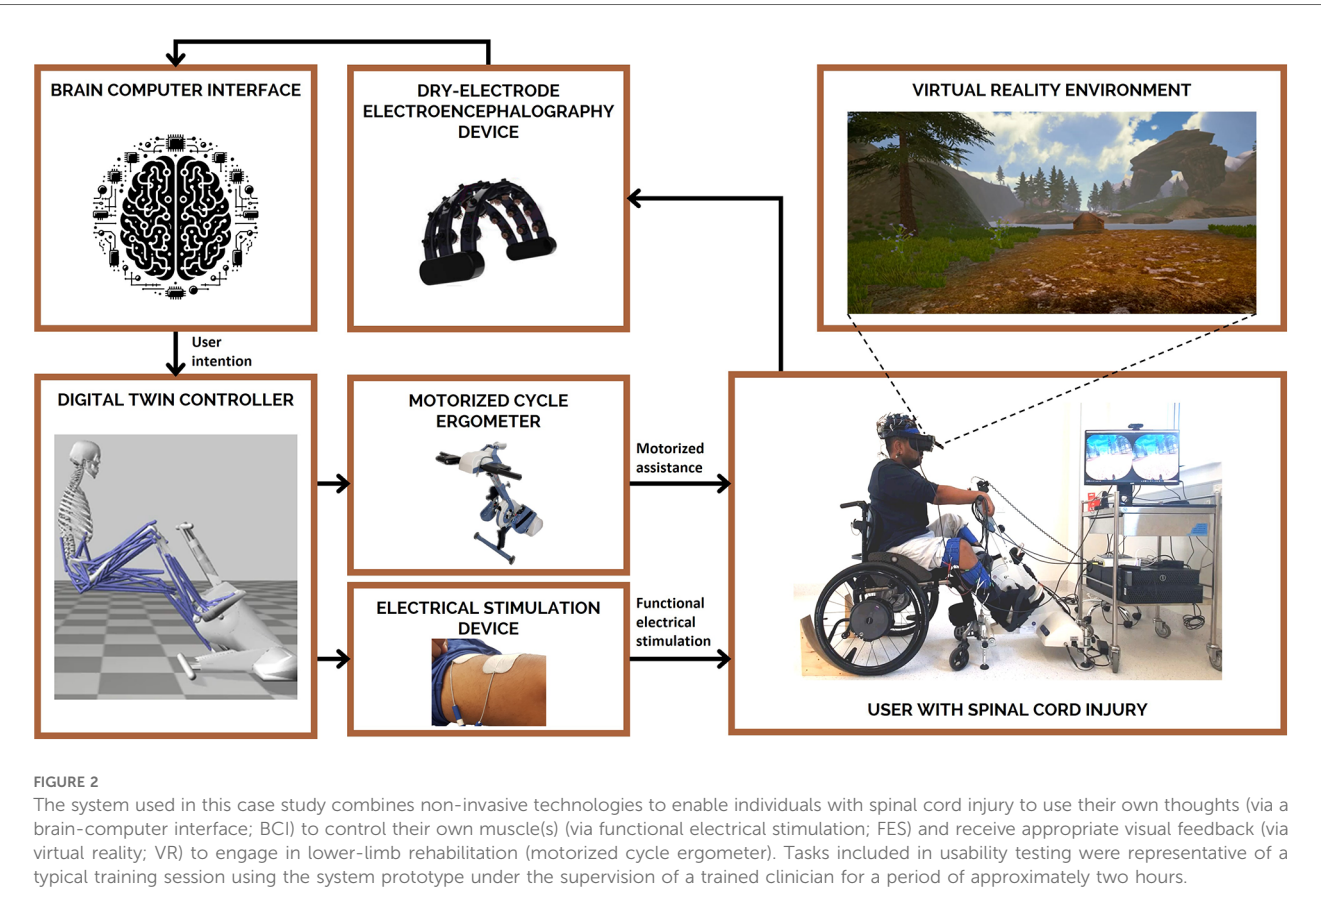 BRAIN COMPUTER INTERFACE
DRY-ELECTRODE
ELECTROENCEPHALOGRAPHY
DEVICE
VIRTUAL REALITY ENVIRONMENT
User
intention
DIGITAL TWIN CONTROLLER
MOTORIZED CYCLE
ERGOMETER
Motorized
assistance
ELECTRICAL STIMULATION
DEVICE
Functional
electrical
stimulation
USER WITH SPINAL CORD INJURY
FIGURE 2
The system used in this case study combines non-invasive technologies to enable individuals with spinal cord injury to use their own thoughts (via a
brain-computer interface; BCI) to control their own muscle(s) (via functional electrical stimulation; FES) and receive appropriate visual feedback (via
virtual reality; VR) to engage in lower-limb rehabilitation (motorized cycle ergometer). Tasks included in usability testing were representative of a
typical training session using the system prototype under the supervision of a trained clinician for a period of approximately two hours.